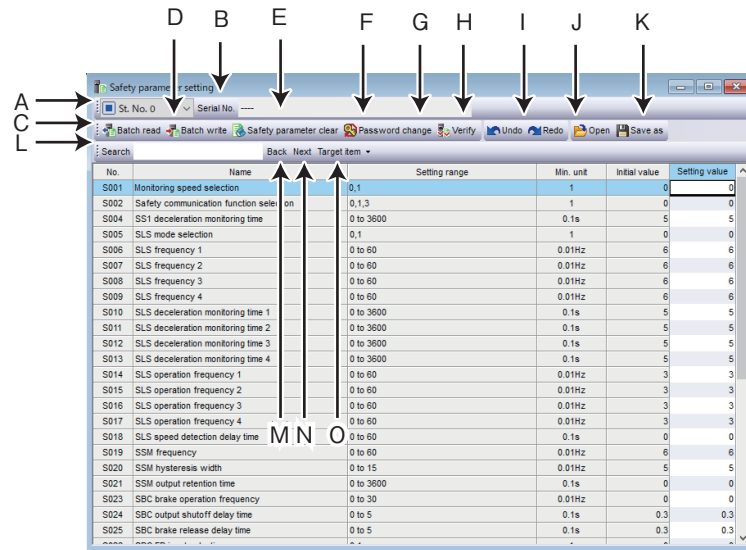 D B E F G H I J K
Safety parameter setting
A St. No. 0 Serial No. ----
C Batch read Batch write Safety parameter clear Password change Verify Undo Redo Open Save as
L Search Back Next Target item
No. Name Setting range Min. unit Initial value Setting value
S001 Monitoring speed selection 0,1 1 0 0
S002 Safety communication function selection 0,1,3 1 0 0
S004 SS1 deceleration monitoring time 0 to 3600 0.1s 5 5
S005 SLS mode selection 0,1 1 0 0
S006 SLS frequency 1 0 to 60 0.01Hz 6 6
S007 SLS frequency 2 0 to 60 0.01Hz 6 6
S008 SLS frequency 3 0 to 60 0.01Hz 6 6
S009 SLS frequency 4 0 to 60 0.01Hz 6 6
S010 SLS deceleration monitoring time 1 0 to 3600 0.1s 5 5
S011 SLS deceleration monitoring time 2 0 to 3600 0.1s 5 5
S012 SLS deceleration monitoring time 3 0 to 3600 0.1s 5 5
S013 SLS deceleration monitoring time 4 0 to 3600 0.1s 5 5
S014 SLS operation frequency 1 0 to 60 0.01Hz 3 3
S015 SLS operation frequency 2 0 to 60 0.01Hz 3 3
S016 SLS operation frequency 3 0 to 60 0.01Hz 3 3
S017 SLS operation frequency 4 0 to 60 0.01Hz 3 3
S018 SLS speed detection delay time 0 to 60 0.1s 0 0
M N O
S019 SSM frequency 0 to 60 0.01Hz 6 6
S020 SSM hysteresis width 0 to 15 0.01Hz 5 5
S021 SSM output retention time 0 to 3600 0.1s 0 0
S023 SBC brake operation frequency 0 to 30 0.01Hz 0 0
S024 SBC output shutoff delay time 0 to 5 0.1s 0.3 0.3
S025 SBC brake release delay time 0 to 5 0.1s 0.3 0.3